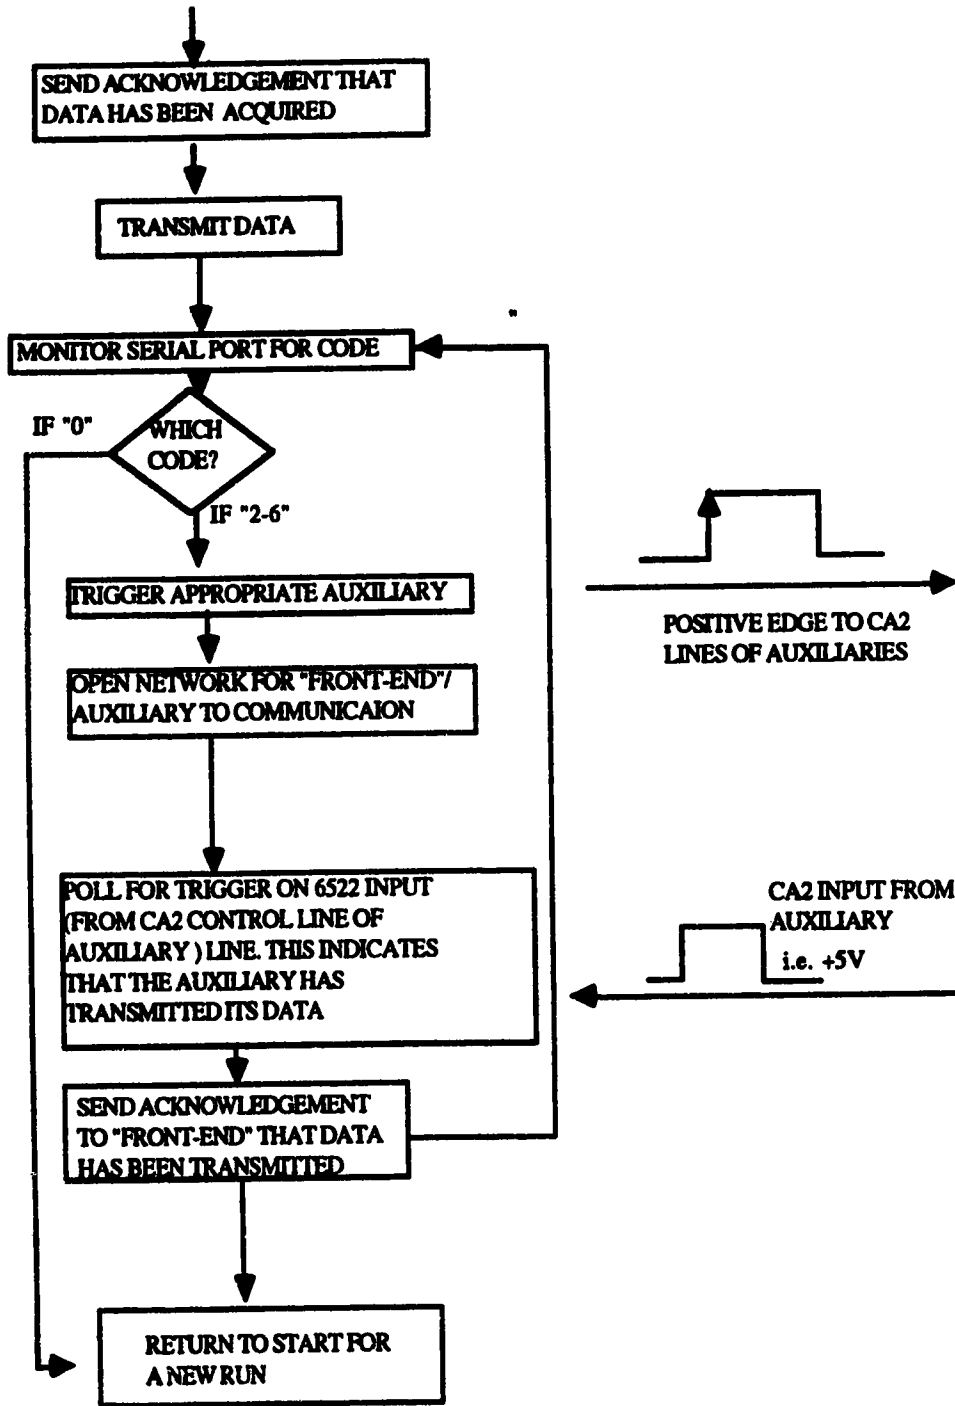 SEND ACKNOWLEDGEMENT THAT
DATA HAS BEEN ACQUIRED
TRANSMIT DATA
MONITOR SERIAL PORT FOR CODE
IF "0"
WHICH
CODE?
IF "2-6"
TRIGGER APPROPRIATE AUXILIARY
OPEN NETWORK FOR "FRONT-END"/
AUXILIARY TO COMMUNICAION
POSITIVE EDGE TO CA2
LINES OF AUXILIARIES
POLL FOR TRIGGER ON 6522 INPUT
(FROM CA2 CONTROL LINE OF
AUXILIARY ) LINE. THIS INDICATES
THAT THE AUXILIARY HAS
TRANSMITTED ITS DATA
CA2 INPUT FROM
AUXILIARY
i.e. +5V
SEND ACKNOWLEDGEMENT
TO "FRONT-END" THAT DATA
HAS BEEN TRANSMITTED
RETURN TO START FOR
A NEW RUN